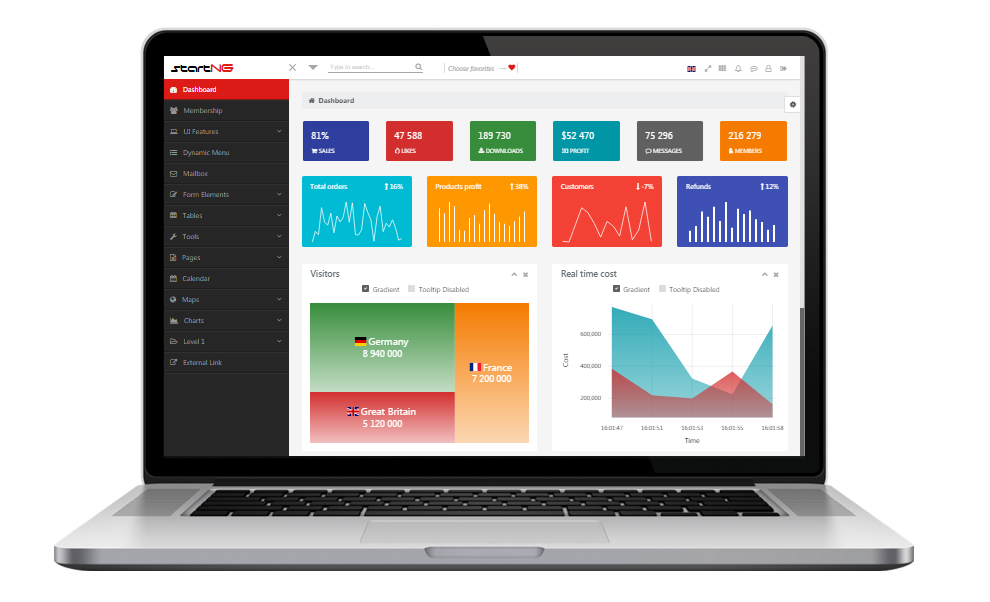 startNG
Type to search...
Choose favorites
Dashboard
Membership
UI Features
Dynamic Menu
Mailbox
Form Elements
Tables
Tools
Pages
Calendar
Maps
Charts
Level 1
External Link
Dashboard
81%
SALES
47 588
LIKES
189 730
DOWNLOADS
$52 470
PROFIT
75 296
MESSAGES
216 279
MEMBERS
Total orders 16%
Products profit 38%
Customers -7%
Refunds 12%
Visitors
Gradient Tooltip Disabled
Germany
8 940 000
France
7 200 000
Great Britain
5 120 000
Real time cost
Gradient Tooltip Disabled
Cost
600,000
400,000
200,000
16:01:47 16:01:51 16:01:53 16:01:55 16:01:58
Time